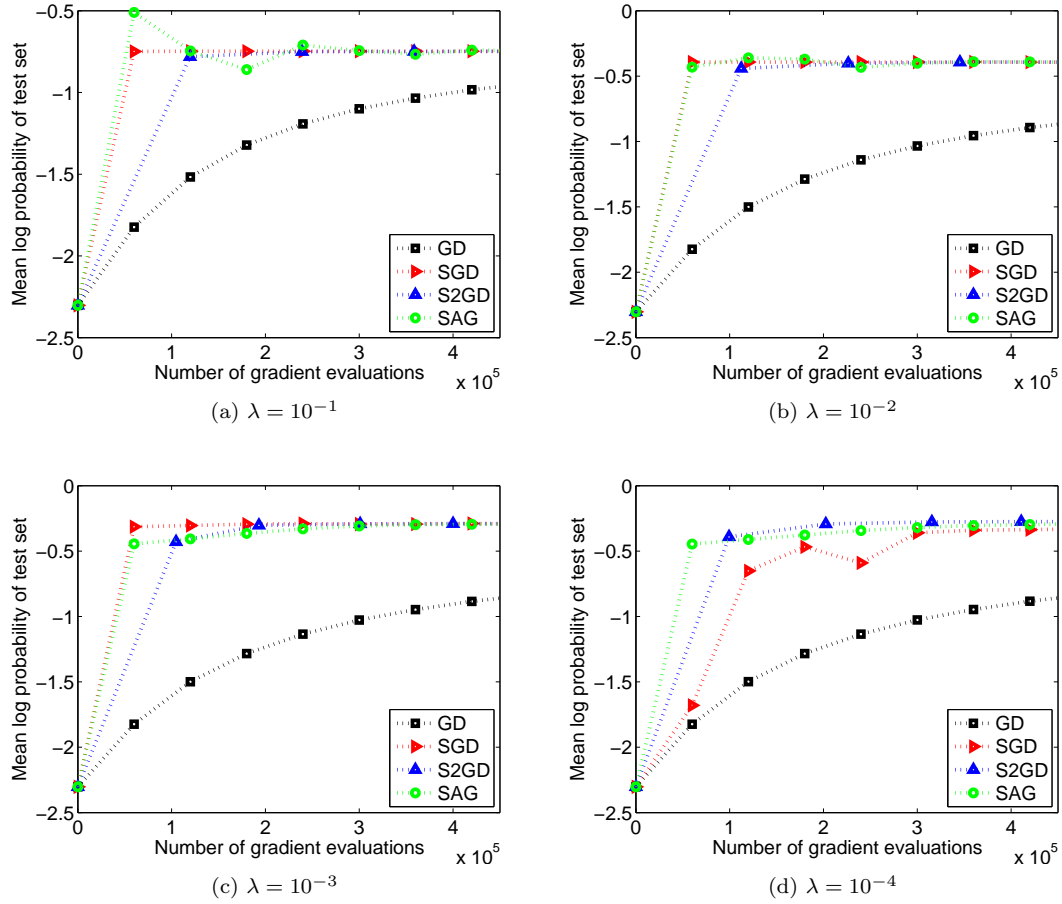 −0.5
−1
−1.5
−2
−2.5
Mean log probability of test set
0 1 2 3 4
x 10^5
Number of gradient evaluations
GD
SGD
S2GD
SAG
(a) λ = 10^−1
0
−0.5
−1
−1.5
−2
−2.5
Mean log probability of test set
0 1 2 3 4
x 10^5
Number of gradient evaluations
GD
SGD
S2GD
SAG
(b) λ = 10^−2
0
−0.5
−1
−1.5
−2
−2.5
Mean log probability of test set
0 1 2 3 4
x 10^5
Number of gradient evaluations
GD
SGD
S2GD
SAG
(c) λ = 10^−3
0
−0.5
−1
−1.5
−2
−2.5
Mean log probability of test set
0 1 2 3 4
x 10^5
Number of gradient evaluations
GD
SGD
S2GD
SAG
(d) λ = 10^−4